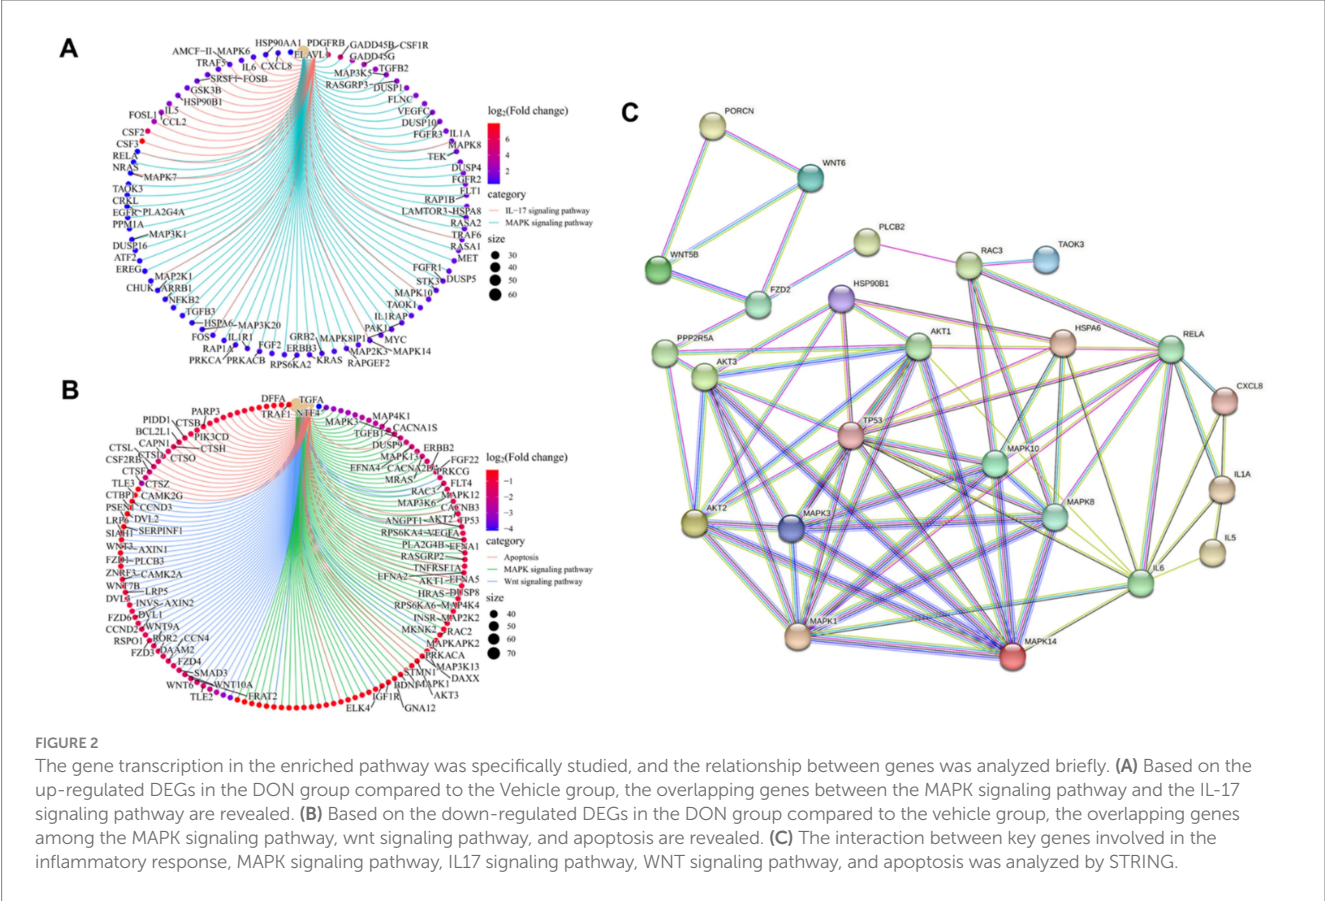 A
HSP90AA1 PDGFRB
GADD45B
CSF1R
AMCF-II MAPK6
GADD45G
TRAF5
IL6 CXCL8
MAP3K5 TGFB2
SRSF1 FOSB
RASGRP3 DUSP1
GSK3B
FLNC
HSP90B1
VEGFC
IL5
FOSL1
CCL2
DUSP10
CSF2
FGFR3 IL1A
CSF3
MAPK8
RELA
TEK
NRAS
DUSP4
MAPK7
FGFR2
TAOK3
FLT1
CRKL
RAP1B
EGFR PLA2G4A
LAMTOR3 HSPA8
PPM1A
RASA2
MAP3K1
TRAF6
DUSP16
RASA1
ATF2
MET
EREG
FGFR1
MAP2K1
STK3 DUSP5
CHUK ARRB1
MAPK10
NFKB2
TAOK1
TGFB3
IL1RAP
HSPA6 MAP3K20
PAK1
FOS
IL1R1
GRB2 MAPK8IP1
MYC
RAP1A
FGF2
ERBB3
MAP2K3 MAPK14
PRKCA PRKACB
KRAS
RPS6KA2
RAPGEF2
log2(Fold change)
6
4
2
category
IL-17 signaling pathway
MAPK signaling pathway
size
30
40
50
60
B
DFFA
TGFA
PARP3
TRAF1
NTF4
MAP4K1
PIDD1
CTSB
MAPK3
CACNA1S
BCL2L1
PIK3CD
TGFB1
CAPN1
CTSH
DUSP9
ERBB2
CTSL
CTSD
CTSO
MAPK13
FGF22
CSF2RB
EFNA4
PRKCG
CTSF
MRAS
FLT4
TLE3
CTSZ
RAC3
MAPK12
CTBP1
CAMK2G
MAP3K6
CACNB3
PSEN1
CCND3
ANGPT1
AKT2
TP53
LRP6
DVL2
RPS6KA4
VEGFA
SIAH1
SERPINF1
PLA2G4B
EFNA1
WNT3
AXIN1
RASGRP2
FZD1
PLCB3
TNFRSF1A
ZNRF3
CAMK2A
EFNA2
AKT1
EFNA5
WNT7B
LRP5
HRAS
DUSP8
INVS
AXIN2
RPS6KA6
MAP4K4
FZD6
DVL1
INSR
MAP2K2
CCND2
WNT9A
MKNK2
RAC2
RSPO1
ROR2
CCN4
MAPKAPK2
FZD3
DAAM2
PRKACA
FZD4
MAP3K13
SMAD3
STMN1
DAXX
WNT6
WNT10A
MAPK1
TLE2
FRAT2
IGF1R
AKT3
ELK4
GNA12
log2(Fold change)
−1
−2
−3
−4
category
Apoptosis
MAPK signaling pathway
Wnt signaling pathway
size
40
50
60
70
C
PORCN
WNT6
PLCB2
WNT5B
RAC3
TAOK3
FZD2
HSP90B1
PPP2R5A
AKT1
HSPA6
RELA
AKT3
CXCL8
TP53
MAPK10
IL1A
AKT2
MAPK3
MAPK8
IL5
IL6
MAPK1
MAPK14
FIGURE 2
The gene transcription in the enriched pathway was specifically studied, and the relationship between genes was analyzed briefly. (A) Based on the
up-regulated DEGs in the DON group compared to the Vehicle group, the overlapping genes between the MAPK signaling pathway and the IL-17
signaling pathway are revealed. (B) Based on the down-regulated DEGs in the DON group compared to the vehicle group, the overlapping genes
among the MAPK signaling pathway, wnt signaling pathway, and apoptosis are revealed. (C) The interaction between key genes involved in the
inflammatory response, MAPK signaling pathway, IL17 signaling pathway, WNT signaling pathway, and apoptosis was analyzed by STRING.